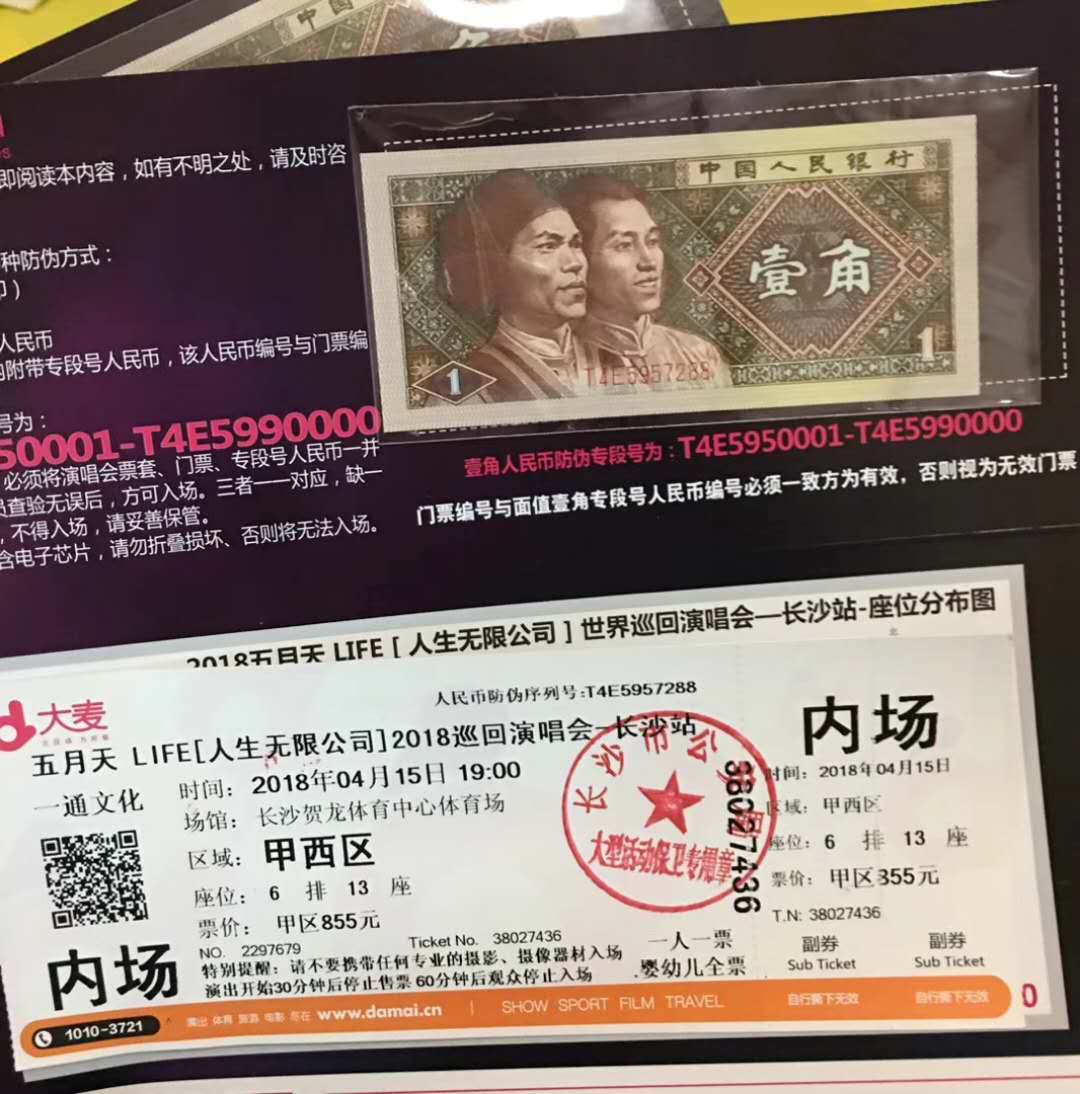 中国
即阅读本内容，如有不明之处，请及时咨
种防伪方式：
人民币
附带专段号人民币，该人民币编号与门票编
号为：
50001-T4E5990000
必须将演唱会票套、门票、专段号人民币一并
查验无误后，方可入场。三者一一对应，缺一
，不得入场，请妥善保管。
含电子芯片，请勿折叠损坏、否则将无法入场。
中国人民银行
壹角
1
1
T4E5957288
壹角人民币防伪专段号为：T4E5950001-T4E5990000
门票编号与面值壹角专段号人民币编号必须一致方为有效，否则视为无效门票
2018五月天 LIFE [ 人生无限公司 ] 世界巡回演唱会—长沙站-座位分布图
大麦
人民币防伪序列号:T4E5957288
五月天 LIFE[人生无限公司]2018巡回演唱会-长沙站
一通文化
时间： 2018年04月15日 19:00
场馆： 长沙贺龙体育中心体育场
区域： 甲西区
座位： 6 排 13 座
票价： 甲区855元
内场
NO. 2297679
Ticket No. 38027436
特别提醒：请不要携带任何专业的摄影、摄像器材入场
演出开始30分钟后停止售票 60分钟后观众停止入场
一人一票
婴幼儿全票
长沙市公
大型活动保卫专用章
38027436
内场
时间： 2018年04月15日
区域： 甲西区
座位： 6 排 13 座
票价： 甲区855元
T.N: 38027436
副券 副券
Sub Ticket Sub Ticket
1010-3721
演出 体育 旅游 电影 尽在 www.damai.cn | SHOW SPORT FILM TRAVEL
自行撕下无效 自行撕下无效
0